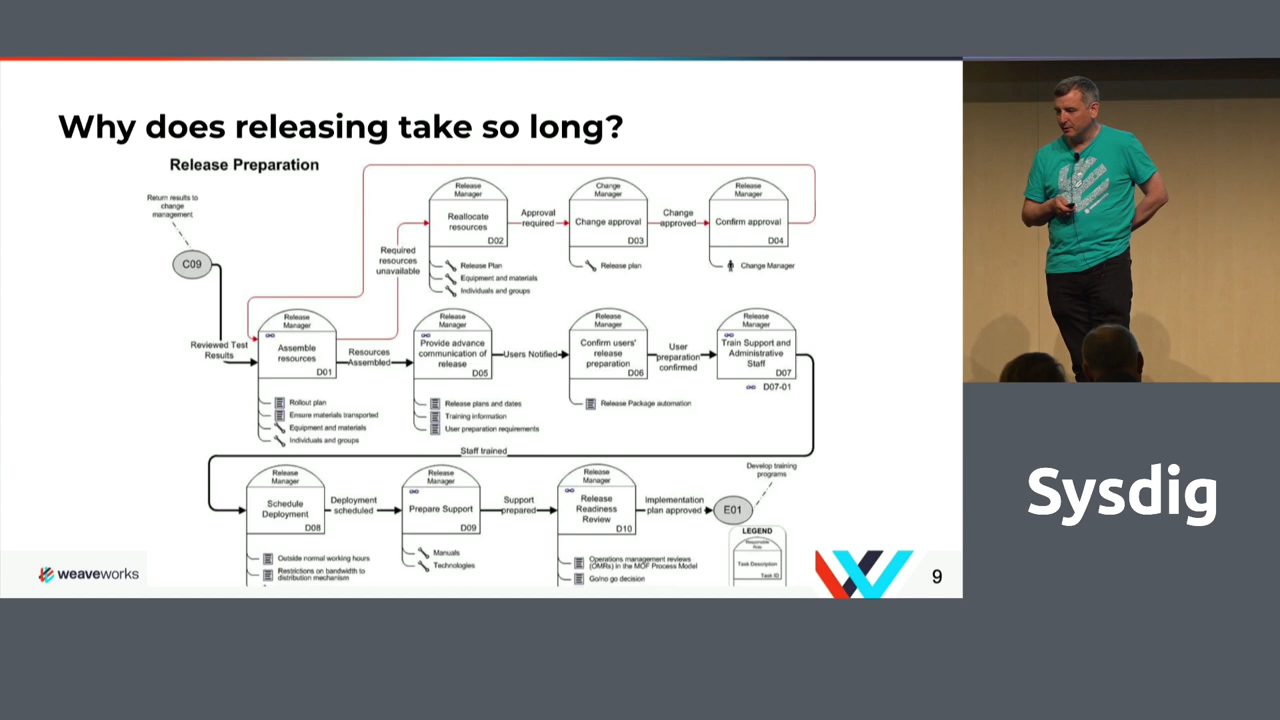 Why does releasing take so long?
Release Preparation
Return results to
change
management
C09
Reviewed Test
Results
Release
Manager
Reallocate
resources
D02
Release Plan
Equipment and materials
Individuals and groups
Approval
required
Change
Manager
Change approval
D03
Release plan
Change
approved
Release
Manager
Confirm approval
D04
Change Manager
Required
resources
unavailable
Release
Manager
Assemble
resources
D01
Rollout plan
Ensure materials transported
Equipment and materials
Individuals and groups
Resources
Assembled
Release
Manager
Provide advance
communication of
release
D05
Release plans and dates
Training information
User preparation requirements
Users Notified
Release
Manager
Confirm users'
release
preparation
D06
Release Package automation
User
preparation
confirmed
Release
Manager
Train Support and
Administrative
Staff
D07
D07-01
Staff trained
Release
Manager
Schedule
Deployment
D08
Outside normal working hours
Restrictions on bandwidth to
distribution mechanism
Deployment
scheduled
Release
Manager
Prepare Support
D09
Manuals
Technologies
Support
prepared
Release
Manager
Release
Readiness
Review
D10
Operations management reviews
(OMRs) in the MOF Process Model
Go/no go decision
Implementation
plan approved
E01
Develop training
programs
LEGEND
Responsible
Role
Task Description
Task ID
weaveworks
9
Sysdig